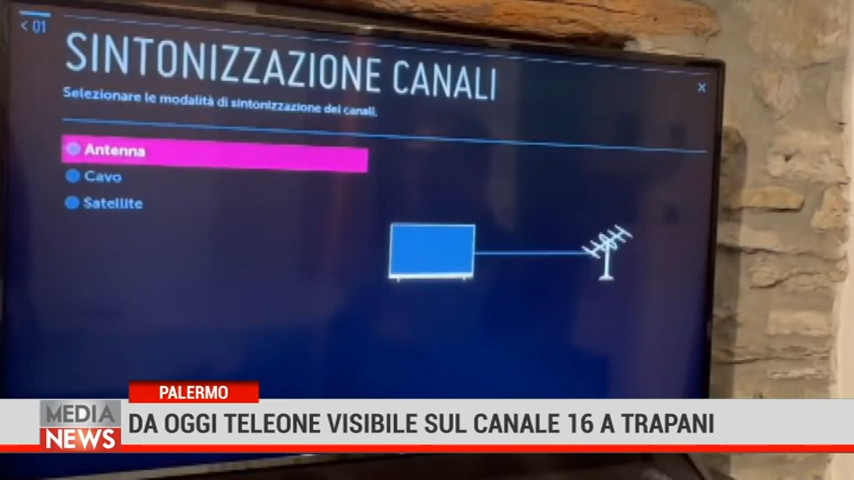 < 01
SINTONIZZAZIONE CANALI
x
Selezionare le modalità di sintonizzazione dei canali.
Antenna
Cavo
Satellite
PALERMO
MEDIA
NEWS
DA OGGI TELEONE VISIBILE SUL CANALE 16 A TRAPANI